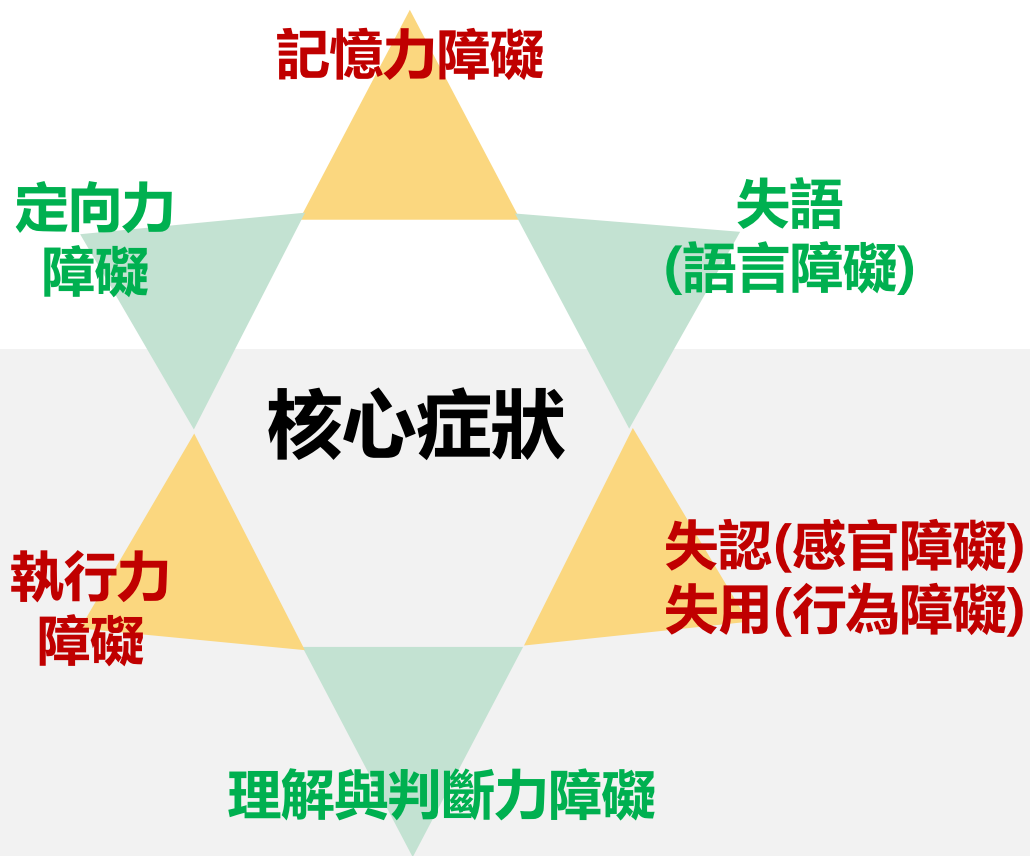 記憶力障礙
定向力
障礙
失語
(語言障礙)
核心症狀
執行力
障礙
失認(感官障礙)
失用(行為障礙)
理解與判斷力障礙